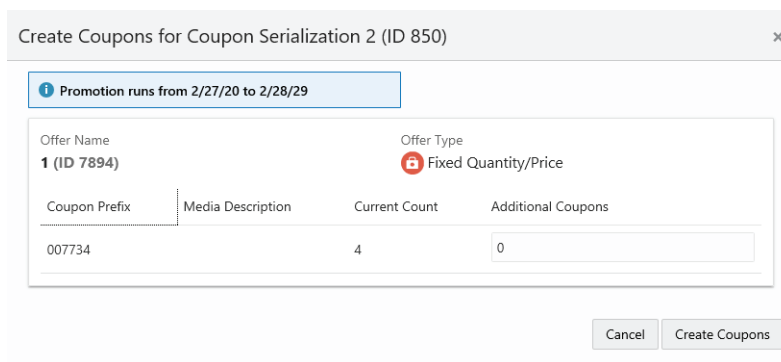 Create Coupons for Coupon Serialization 2 (ID 850)
Promotion runs from 2/27/20 to 2/28/29
Offer Name Offer Type
1 (ID 7894) Fixed Quantity/Price
Coupon Prefix Media Description Current Count Additional Coupons
007734 4 0
Cancel Create Coupons